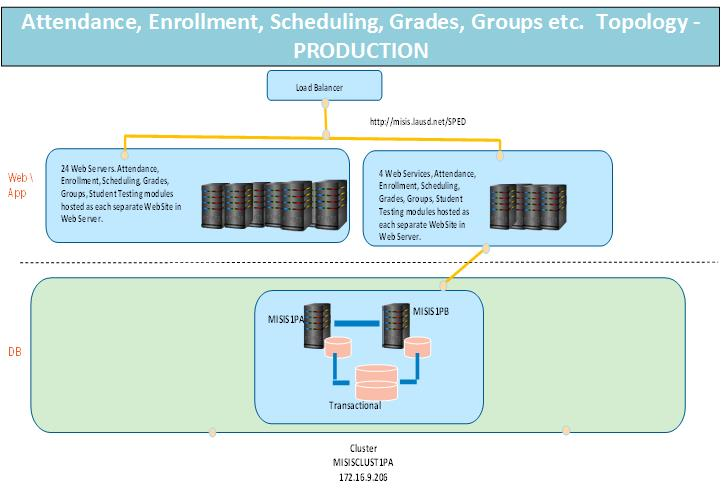 Attendance, Enrollment, Scheduling, Grades, Groups etc.  Topology -
PRODUCTION
Load Balancer
http://misis.lausd.net/SPED
Web \
App
24 Web Servers. Attendance,
Enrollment, Scheduling, Grades,
Groups, Student Testing modules
hosted as each separate WebSite in
Web Server.
4 Web Services, Attendance,
Enrollment, Scheduling,
Grades, Groups, Student
Testing modules hosted as
each separate WebSite in
Web Server.
DB
MISIS1PA
MISIS1PB
Transactional
Cluster
MISISCLUST1PA
172.16.9.206